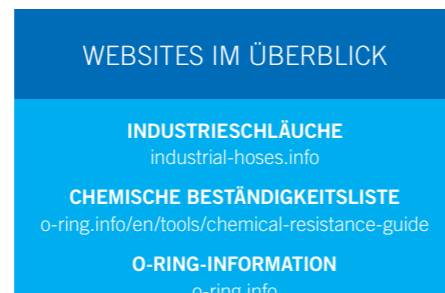 WEBSITES IM ÜBERBLICK
INDUSTRIESCHLÄUCHE
industrial-hoses.info
CHEMISCHE BESTÄNDIGKEITSLISTE
o-ring.info/en/tools/chemical-resistance-guide
O-RING-INFORMATION
o-ring.info